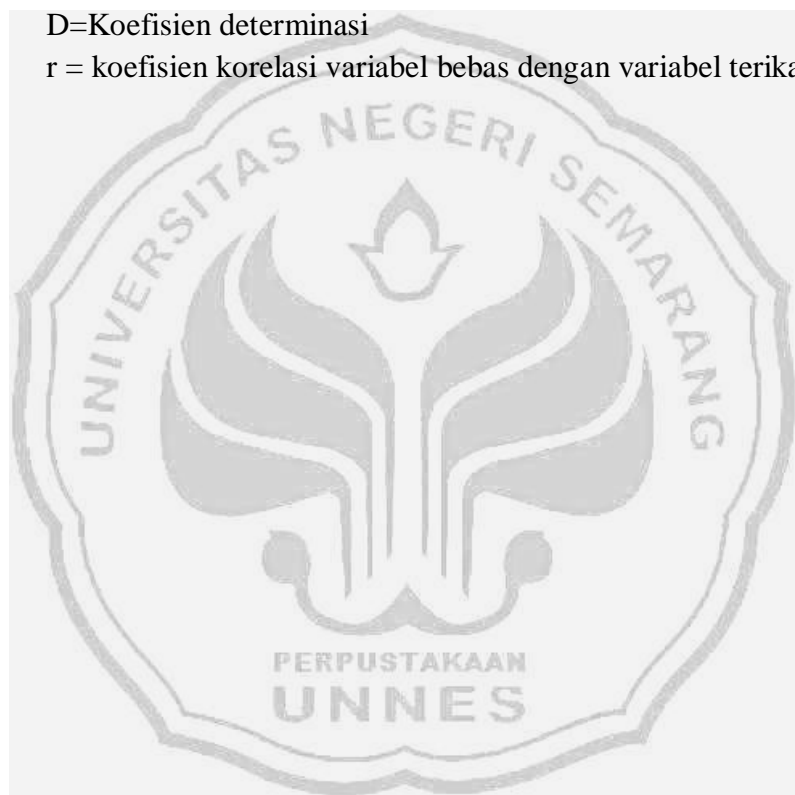 D=Koefisien determinasi
r = koefisien korelasi variabel bebas dengan variabel terika
UNIVERSITAS NEGERI SEMARANG
PERPUSTAKAAN
UNNES